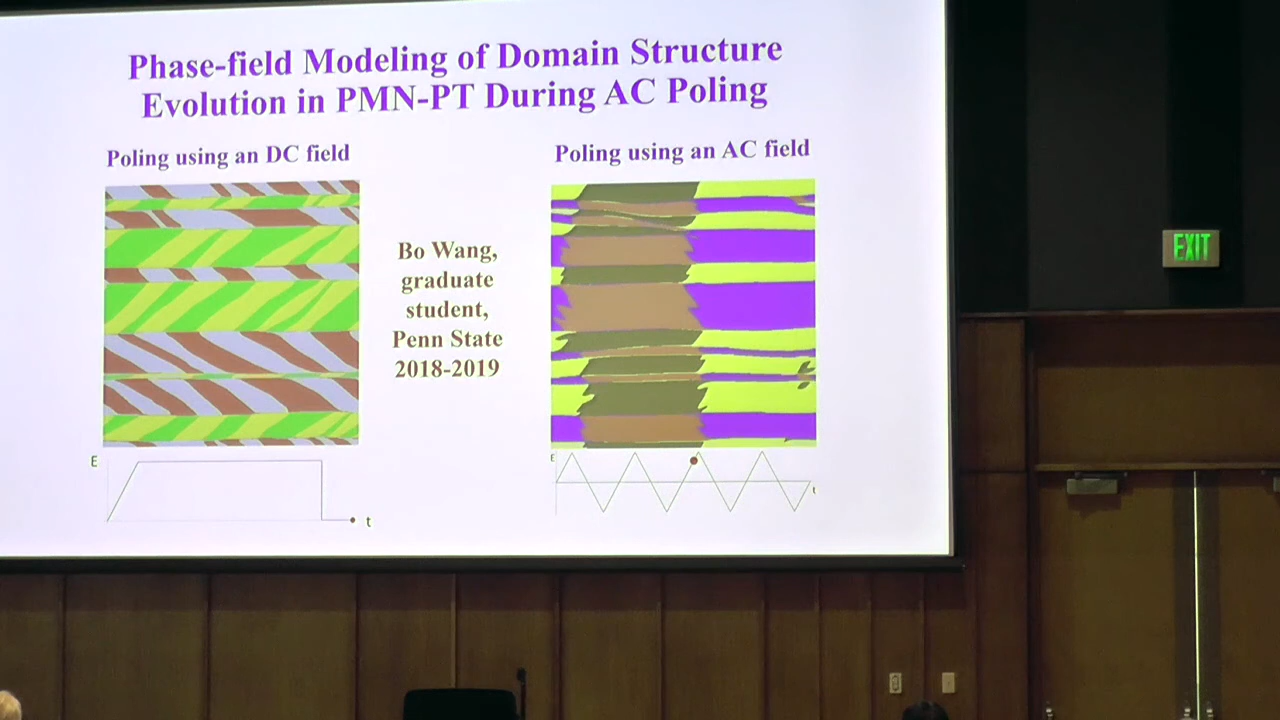 Phase-field Modeling of Domain Structure
Evolution in PMN-PT During AC Poling
Poling using an DC field
Poling using an AC field
Bo Wang,
graduate
student,
Penn State
2018-2019
E
t
E
t
EXIT